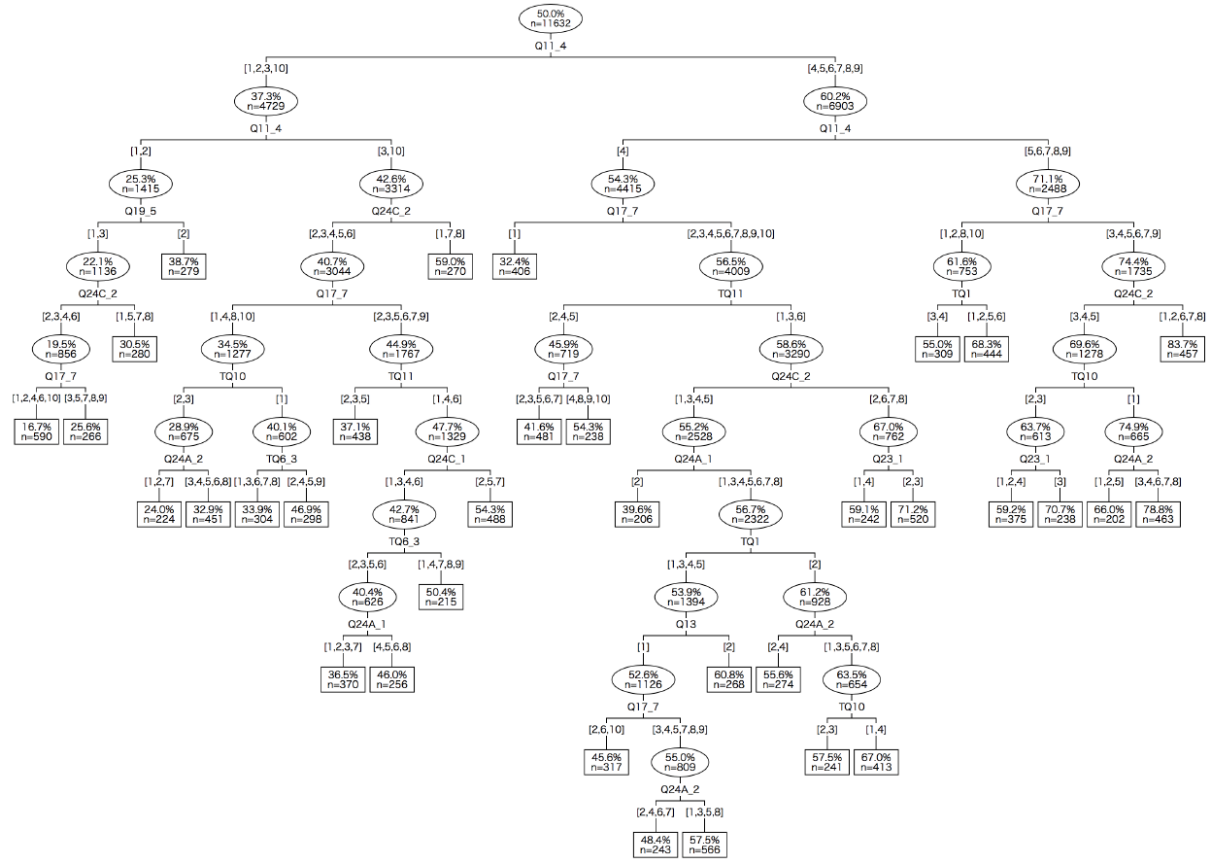 50.0%
n=11632
Q11_4
[1,2,3,10] [4,5,6,7,8,9]
37.3% 60.2%
n=4729 n=6903
Q11_4 Q11_4
[1,2] [3,10] [4] [5,6,7,8,9]
25.3% 42.6% 54.3% 71.1%
n=1415 n=3314 n=4415 n=2488
Q19_5 Q24C_2 Q17_7 Q17_7
[1,3] [2] [2,3,4,5,6] [1,7,8] [1] [2,3,4,5,6,7,8,9,10] [1,2,8,10] [3,4,5,6,7,9]
22.1% 38.7% 40.7% 59.0% 32.4% 56.5% 61.6% 74.4%
n=1136 n=279 n=3044 n=270 n=406 n=4009 n=753 n=1735
Q24C_2 Q17_7 TQ11 TQ1 Q24C_2
[2,3,4,6] [1,5,7,8] [1,4,8,10] [2,3,5,6,7,9] [2,4,5] [1,3,6] [3,4] [1,2,5,6] [3,4,5] [1,2,6,7,8]
19.5% 30.5% 34.5% 44.9% 45.9% 58.6% 55.0% 68.3% 69.6% 83.7%
n=856 n=280 n=1277 n=1767 n=719 n=3290 n=309 n=444 n=1278 n=457
Q17_7 TQ10 TQ11 Q17_7 Q24C_2 TQ10
[1,2,4,6,10] [3,5,7,8,9] [2,3] [1] [2,3,5] [1,4,6] [2,3,5,6,7] [4,8,9,10] [1,3,4,5] [2,6,7,8] [2,3] [1]
16.7% 25.6% 28.9% 40.1% 37.1% 47.7% 41.6% 54.3% 55.2% 67.0% 63.7% 74.9%
n=590 n=266 n=675 n=602 n=438 n=1329 n=481 n=238 n=2528 n=762 n=613 n=665
Q24A_2 TQ6_3 Q24C_1 Q24A_1 Q23_1 Q23_1 Q24A_2
[1,2,7] [3,4,5,6,8] [1,3,6,7,8] [2,4,5,9] [1,3,4,6] [2,5,7] [2] [1,3,4,5,6,7,8] [1,4] [2,3] [1,2,4] [3] [1,2,5] [3,4,6,7,8]
24.0% 32.9% 33.9% 46.9% 42.7% 54.3% 39.6% 56.7% 59.1% 71.2% 59.2% 70.7% 66.0% 78.8%
n=224 n=451 n=304 n=298 n=841 n=488 n=206 n=2322 n=242 n=520 n=375 n=238 n=202 n=463
TQ6_3 TQ1
[2,3,5,6] [1,4,7,8,9] [1,3,4,5] [2]
40.4% 50.4% 53.9% 61.2%
n=626 n=215 n=1394 n=928
Q24A_1 Q13 Q24A_2
[1,2,3,7] [4,5,6,8] [1] [2] [2,4] [1,3,5,6,7,8]
36.5% 46.0% 52.6% 60.8% 55.6% 63.5%
n=370 n=256 n=1126 n=268 n=274 n=654
Q17_7 TQ10
[2,6,10] [3,4,5,7,8,9] [2,3] [1,4]
45.6% 55.0% 57.5% 67.0%
n=317 n=809 n=241 n=413
Q24A_2
[2,4,6,7] [1,3,5,8]
48.4% 57.5%
n=243 n=566